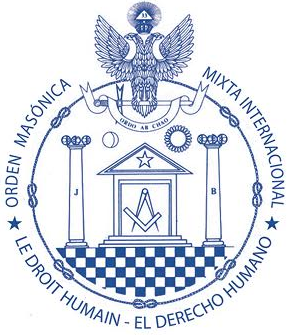 ORDO AB CHAO
ORDEN MASÓNICA
MIXTA INTERNACIONAL
J
B
LE DROIT HUMAIN - EL DERECHO HUMANO